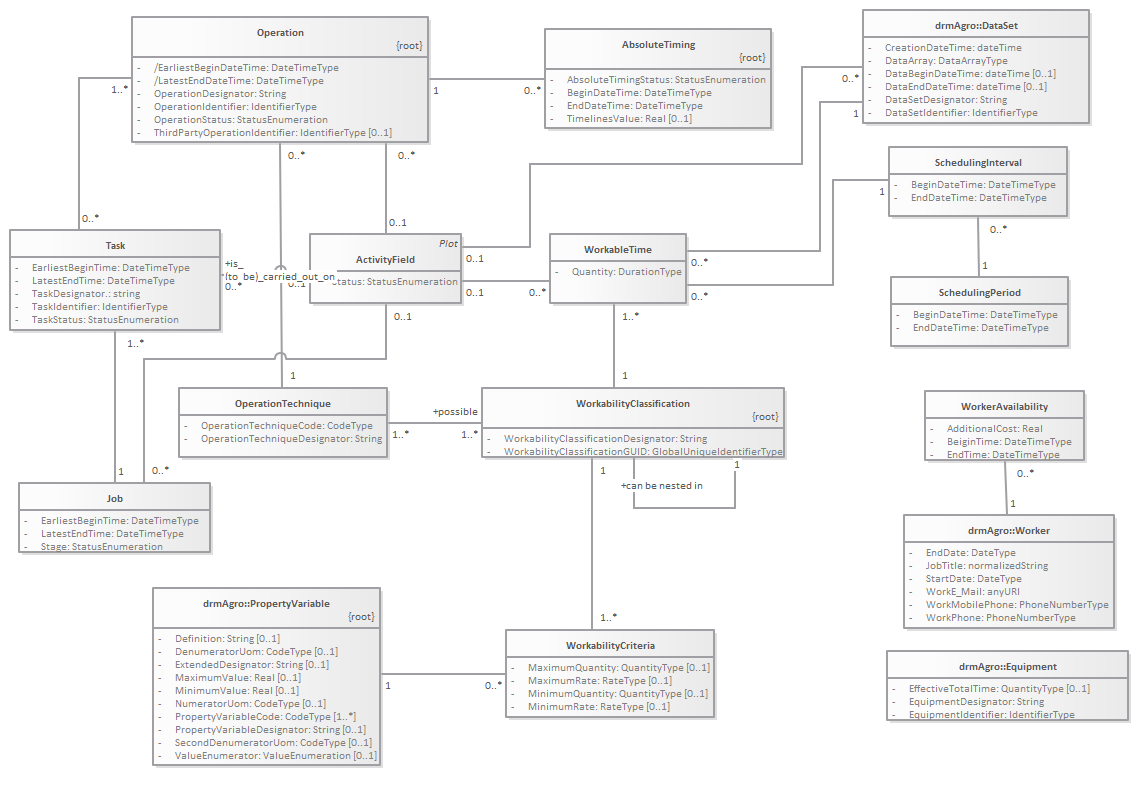 Operation
{root}
- /EarliestBeginDateTime: DateTimeType
- /LatestEndDateTime: DateTimeType
- OperationDesignator: String
- OperationIdentifier: IdentifierType
- OperationStatus: StatusEnumeration
- ThirdPartyOperationIdentifier: IdentifierType [0..1]
AbsoluteTiming
{root}
- AbsoluteTimingStatus: StatusEnumeration
- BeginDateTime: DateTimeType
- EndDateTime: DateTimeType
- TimelinesValue: Real [0..1]
drmAgro::DataSet
- CreationDateTime: dateTime
- DataArray: DataArrayType
- DataBeginDateTime: dateTime [0..1]
- DataEndDateTime: dateTime [0..1]
- DataSetDesignator: String
- DataSetIdentifier: IdentifierType
1..*
1
0..*
0..*
1
0..*
0..*
SchedulingInterval
- BeginDateTime: DateTimeType
- EndDateTime: DateTimeType
1
0..*
0..*
0..1
Task
- EarliestBeginTime: DateTimeType
- LatestEndTime: DateTimeType
- TaskDesignator.: string
- TaskIdentifier: IdentifierType
- TaskStatus: StatusEnumeration
+is_
(to_be)_carried_out_on
0..*
0..1
Plot
ActivityField
Status: StatusEnumeration
0..1
0..1
0..*
WorkableTime
- Quantity: DurationType
0..*
0..*
1
SchedulingPeriod
- BeginDateTime: DateTimeType
- EndDateTime: DateTimeType
1..*
0..1
1..*
1
1
OperationTechnique
- OperationTechniqueCode: CodeType
- OperationTechniqueDesignator: String
+possible
1..*
1..*
WorkabilityClassification
{root}
- WorkabilityClassificationDesignator: String
- WorkabilityClassificationGUID: GlobalUniqueIdentifierType
WorkerAvailability
- AdditionalCost: Real
- BeiginTime: DateTimeType
- EndTime: DateTimeType
1
0..*
1
1
+can be nested in
0..*
1
Job
- EarliestBeginTime: DateTimeType
- LatestEndTime: DateTimeType
- Stage: StatusEnumeration
drmAgro::Worker
- EndDate: DateType
- JobTitle: normalizedString
- StartDate: DateType
- WorkE_Mail: anyURI
- WorkMobilePhone: PhoneNumberType
- WorkPhone: PhoneNumberType
drmAgro::PropertyVariable
{root}
- Definition: String [0..1]
- DenumeratorUom: CodeType [0..1]
- ExtendedDesignator: String [0..1]
- MaximumValue: Real [0..1]
- MinimumValue: Real [0..1]
- NumeratorUom: CodeType [0..1]
- PropertyVariableCode: CodeType [1..*]
- PropertyVariableDesignator: String [0..1]
- SecondDenumeratorUom: CodeType [0..1]
- ValueEnumerator: ValueEnumeration [0..1]
1
0..*
1..*
WorkabilityCriteria
- MaximumQuantity: QuantityType [0..1]
- MaximumRate: RateType [0..1]
- MinimumQuantity: QuantityType [0..1]
- MinimumRate: RateType [0..1]
drmAgro::Equipment
- EffectiveTotalTime: QuantityType [0..1]
- EquipmentDesignator: String
- EquipmentIdentifier: IdentifierType